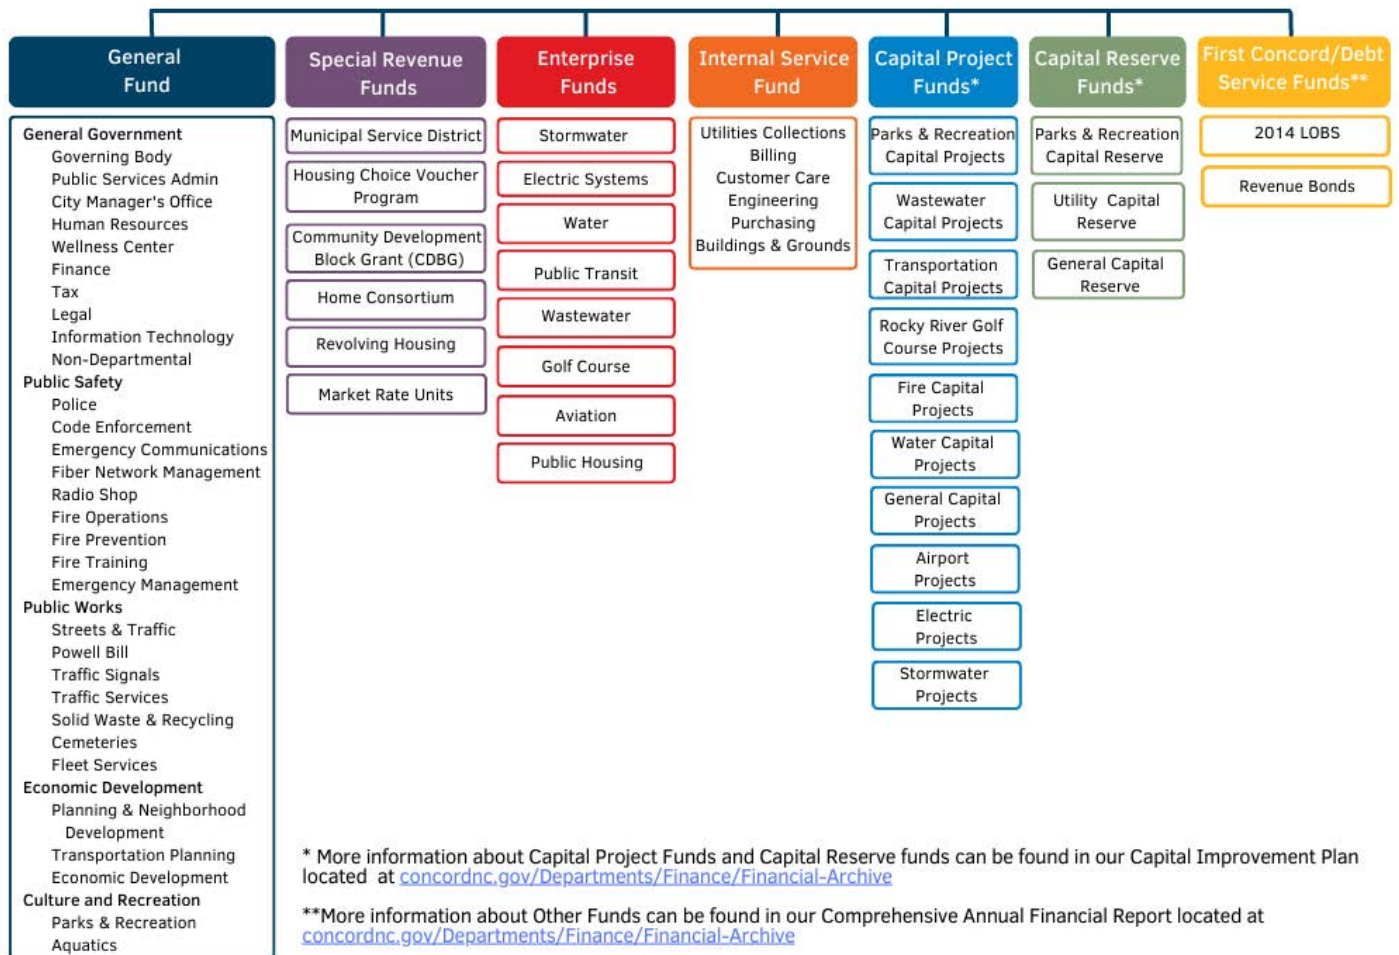 General
Fund
General Government
Governing Body
Public Services Admin
City Manager's Office
Human Resources
Wellness Center
Finance
Tax
Legal
Information Technology
Non-Departmental
Public Safety
Police
Code Enforcement
Emergency Communications
Fiber Network Management
Radio Shop
Fire Operations
Fire Prevention
Fire Training
Emergency Management
Public Works
Streets & Traffic
Powell Bill
Traffic Signals
Traffic Services
Solid Waste & Recycling
Cemeteries
Fleet Services
Economic Development
Planning & Neighborhood
Development
Transportation Planning
Economic Development
Culture and Recreation
Parks & Recreation
Aquatics
Special Revenue
Funds
Municipal Service District
Housing Choice Voucher
Program
Community Development
Block Grant (CDBG)
Home Consortium
Revolving Housing
Market Rate Units
Enterprise
Funds
Stormwater
Electric Systems
Water
Public Transit
Wastewater
Golf Course
Aviation
Public Housing
Internal Service
Fund
Utilities Collections
Billing
Customer Care
Engineering
Purchasing
Buildings & Grounds
Capital Project
Funds*
Parks & Recreation
Capital Projects
Wastewater
Capital Projects
Transportation
Capital Projects
Rocky River Golf
Course Projects
Fire Capital
Projects
Water Capital
Projects
General Capital
Projects
Airport
Projects
Electric
Projects
Stormwater
Projects
Capital Reserve
Funds*
Parks & Recreation
Capital Reserve
Utility Capital
Reserve
General Capital
Reserve
First Concord/Debt
Service Funds**
2014 LOBS
Revenue Bonds
* More information about Capital Project Funds and Capital Reserve funds can be found in our Capital Improvement Plan
located at concordnc.gov/Departments/Finance/Financial-Archive
**More information about Other Funds can be found in our Comprehensive Annual Financial Report located at
concordnc.gov/Departments/Finance/Financial-Archive